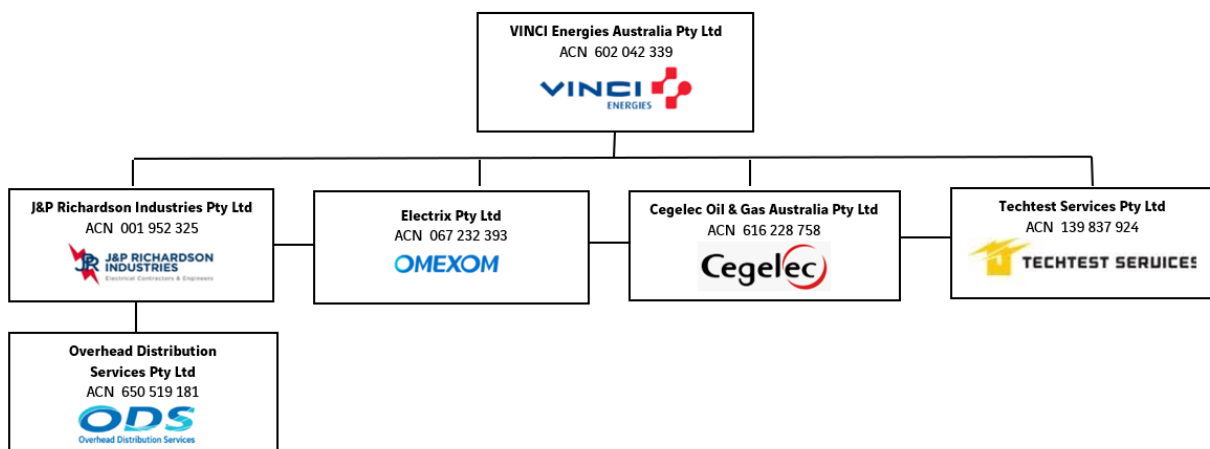 VINCI Energies Australia Pty Ltd
ACN 602 042 339
VINCI
ENERGIES
J&P Richardson Industries Pty Ltd
ACN 001 952 325
JPR J&P RICHARDSON
INDUSTRIES
Electrical Contractors & Engineers
Electrix Pty Ltd
ACN 067 232 393
OMEXOM
Cegelec Oil & Gas Australia Pty Ltd
ACN 616 228 758
Cegelec
Techtest Services Pty Ltd
ACN 139 837 924
TECHTEST SERVICES
Overhead Distribution
Services Pty Ltd
ACN 650 519 181
ODS
Overhead Distribution Services